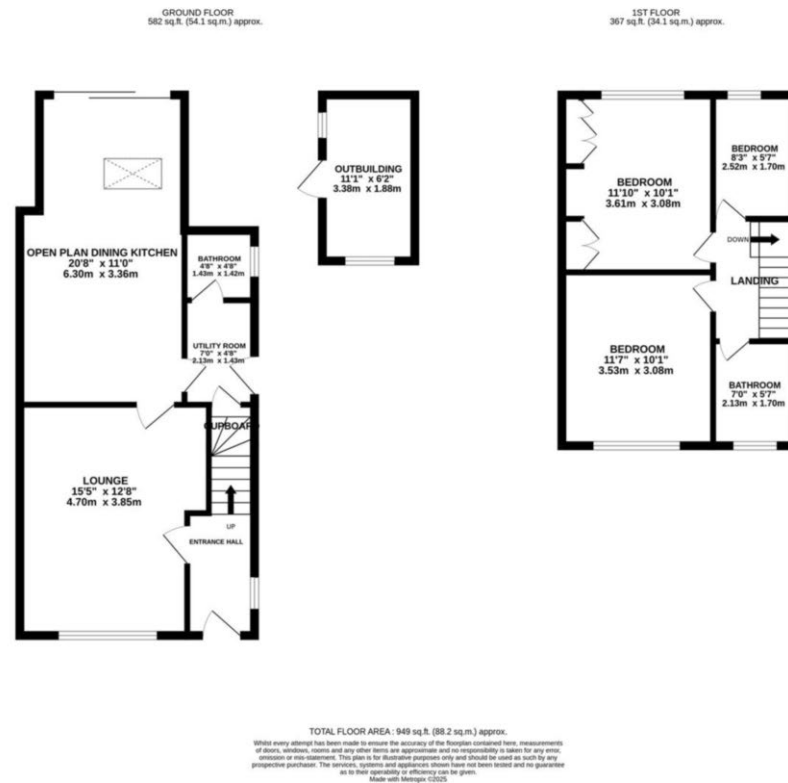 GROUND FLOOR
582 sq.ft. (54.1 sq.m.) approx.
1ST FLOOR
367 sq.ft. (34.1 sq.m.) approx.
OPEN PLAN DINING KITCHEN
20'8" x 11'0"
6.30m x 3.36m
BATHROOM
4'8" x 4'8"
1.43m x 1.42m
UTILITY ROOM
7'0" x 4'8"
2.13m x 1.43m
CUPBOARD
LOUNGE
15'5" x 12'8"
4.70m x 3.85m
UP
ENTRANCE HALL
OUTBUILDING
11'1" x 6'2"
3.38m x 1.88m
BEDROOM
11'10" x 10'1"
3.61m x 3.08m
BEDROOM
8'3" x 5'7"
2.52m x 1.70m
DOWN
LANDING
BEDROOM
11'7" x 10'1"
3.53m x 3.08m
BATHROOM
7'0" x 5'7"
2.13m x 1.70m
TOTAL FLOOR AREA : 949 sq.ft. (88.2 sq.m.) approx.
Whilst every attempt has been made to ensure the accuracy of the floorplan contained here, measurements
of doors, windows, rooms and any other items are approximate and no responsibility is taken for any error,
omission or mis-statement. This plan is for illustrative purposes only and should be used as such by any
prospective purchaser. The services, systems and appliances shown have not been tested and no guarantee
as to their operability or efficiency can be given.
Made with Metropix ©2025